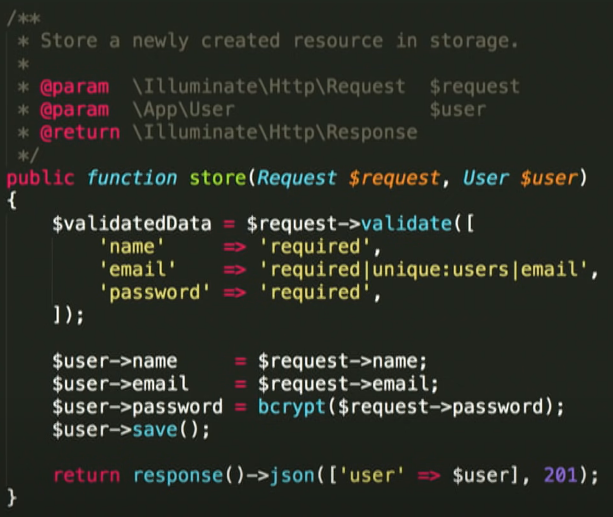 /**
 * Store a newly created resource in storage.
 *
 * @param  \Illuminate\Http\Request  $request
 * @param  \App\User                 $user
 * @return \Illuminate\Http\Response
 */
public function store(Request $request, User $user)
{
    $validatedData = $request->validate([
        'name'     => 'required',
        'email'    => 'required|unique:users|email',
        'password' => 'required',
    ]);

    $user->name     = $request->name;
    $user->email    = $request->email;
    $user->password = bcrypt($request->password);
    $user->save();

    return response()->json(['user' => $user], 201);
}